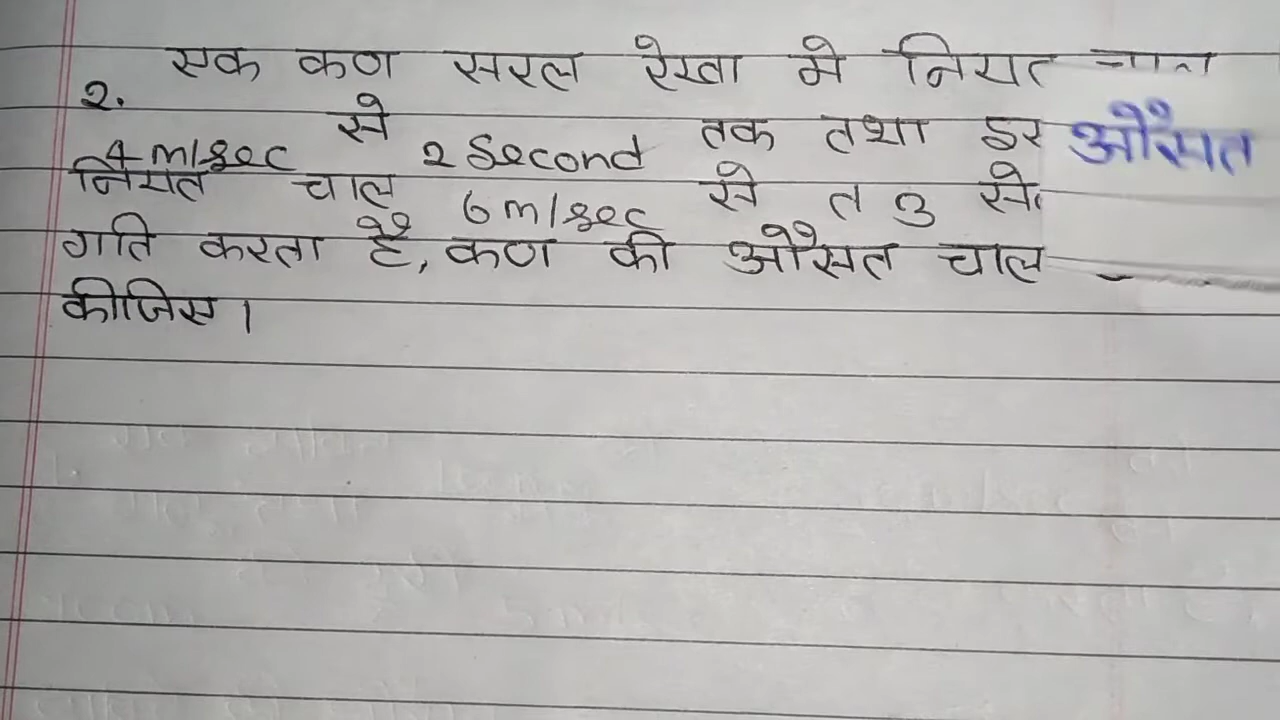 एक कण सरल रेखा मे नियत चाल
2.
4 m/sec से 2 second तक तथा इर औसत
नियत चाल 6 m/sec से त 3 से.
गति करता है, कण की औसत चाल
कीजिए।